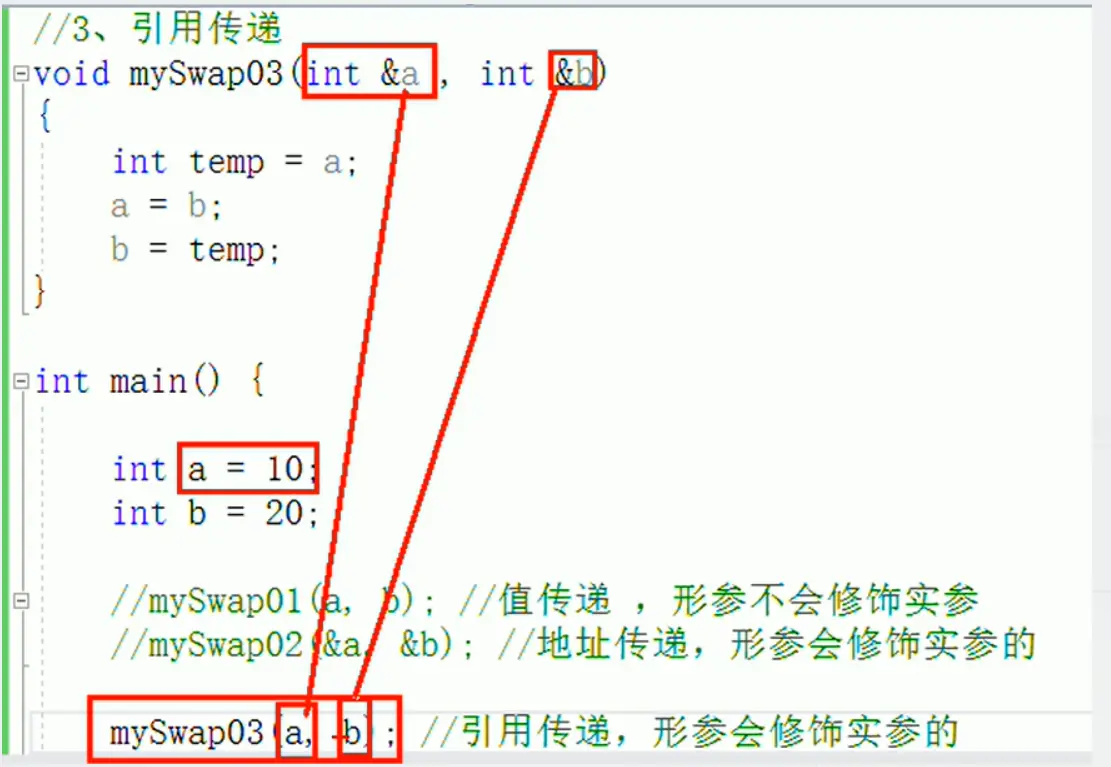 //3、引用传递
void mySwap03(int &a , int &b)
{
int temp = a;
a = b;
b = temp;
}
int main() {
int a = 10;
int b = 20;
//mySwap01(a, b); //值传递 ，形参不会修饰实参
//mySwap02(&a, &b); //地址传递，形参会修饰实参的
mySwap03(a, b); //引用传递，形参会修饰实参的